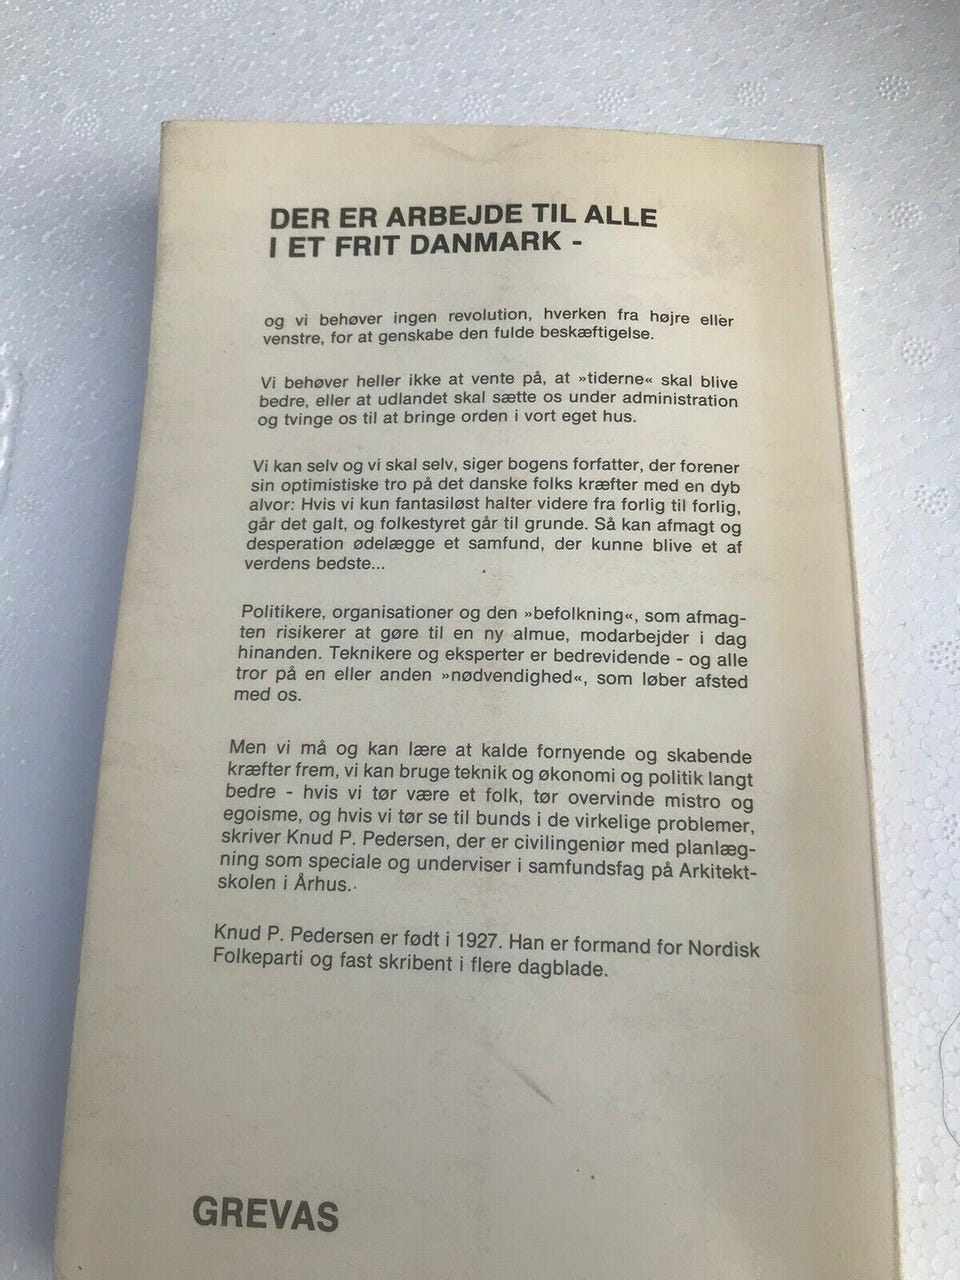 DER ER ARBEJDE TIL ALLE
I ET FRIT DANMARK -
og vi behøver ingen revolution, hverken fra højre eller
venstre, for at genskabe den fulde beskæftigelse.
Vi behøver heller ikke at vente på, at »tiderne« skal blive
bedre, eller at udlandet skal sætte os under administration
og tvinge os til at bringe orden i vort eget hus.
Vi kan selv og vi skal selv, siger bogens forfatter, der forener
sin optimistiske tro på det danske folks kræfter med en dyb
alvor: Hvis vi kun fantasiløst halter videre fra forlig til forlig,
går det galt, og folkestyret går til grunde. Så kan afmagt og
desperation ødelægge et samfund, der kunne blive et af
verdens bedste...
Politikere, organisationer og den »befolkning«, som afmag-
ten risikerer at gøre til en ny almue, modarbejder i dag
hinanden. Teknikere og eksperter er bedrevidende - og alle
tror på en eller anden »nødvendighed«, som løber afsted
med os.
Men vi må og kan lære at kalde fornyende og skabende
kræfter frem, vi kan bruge teknik og økonomi og politik langt
bedre - hvis vi tør være et folk, tør overvinde mistro og
egoisme, og hvis vi tør se til bunds i de virkelige problemer,
skriver Knud P. Pedersen, der er civilingeniør med planlæg-
ning som speciale og underviser i samfundsfag på Arkitekt-
skolen i Århus.
Knud P. Pedersen er født i 1927. Han er formand for Nordisk
Folkeparti og fast skribent i flere dagblade.
GREVAS